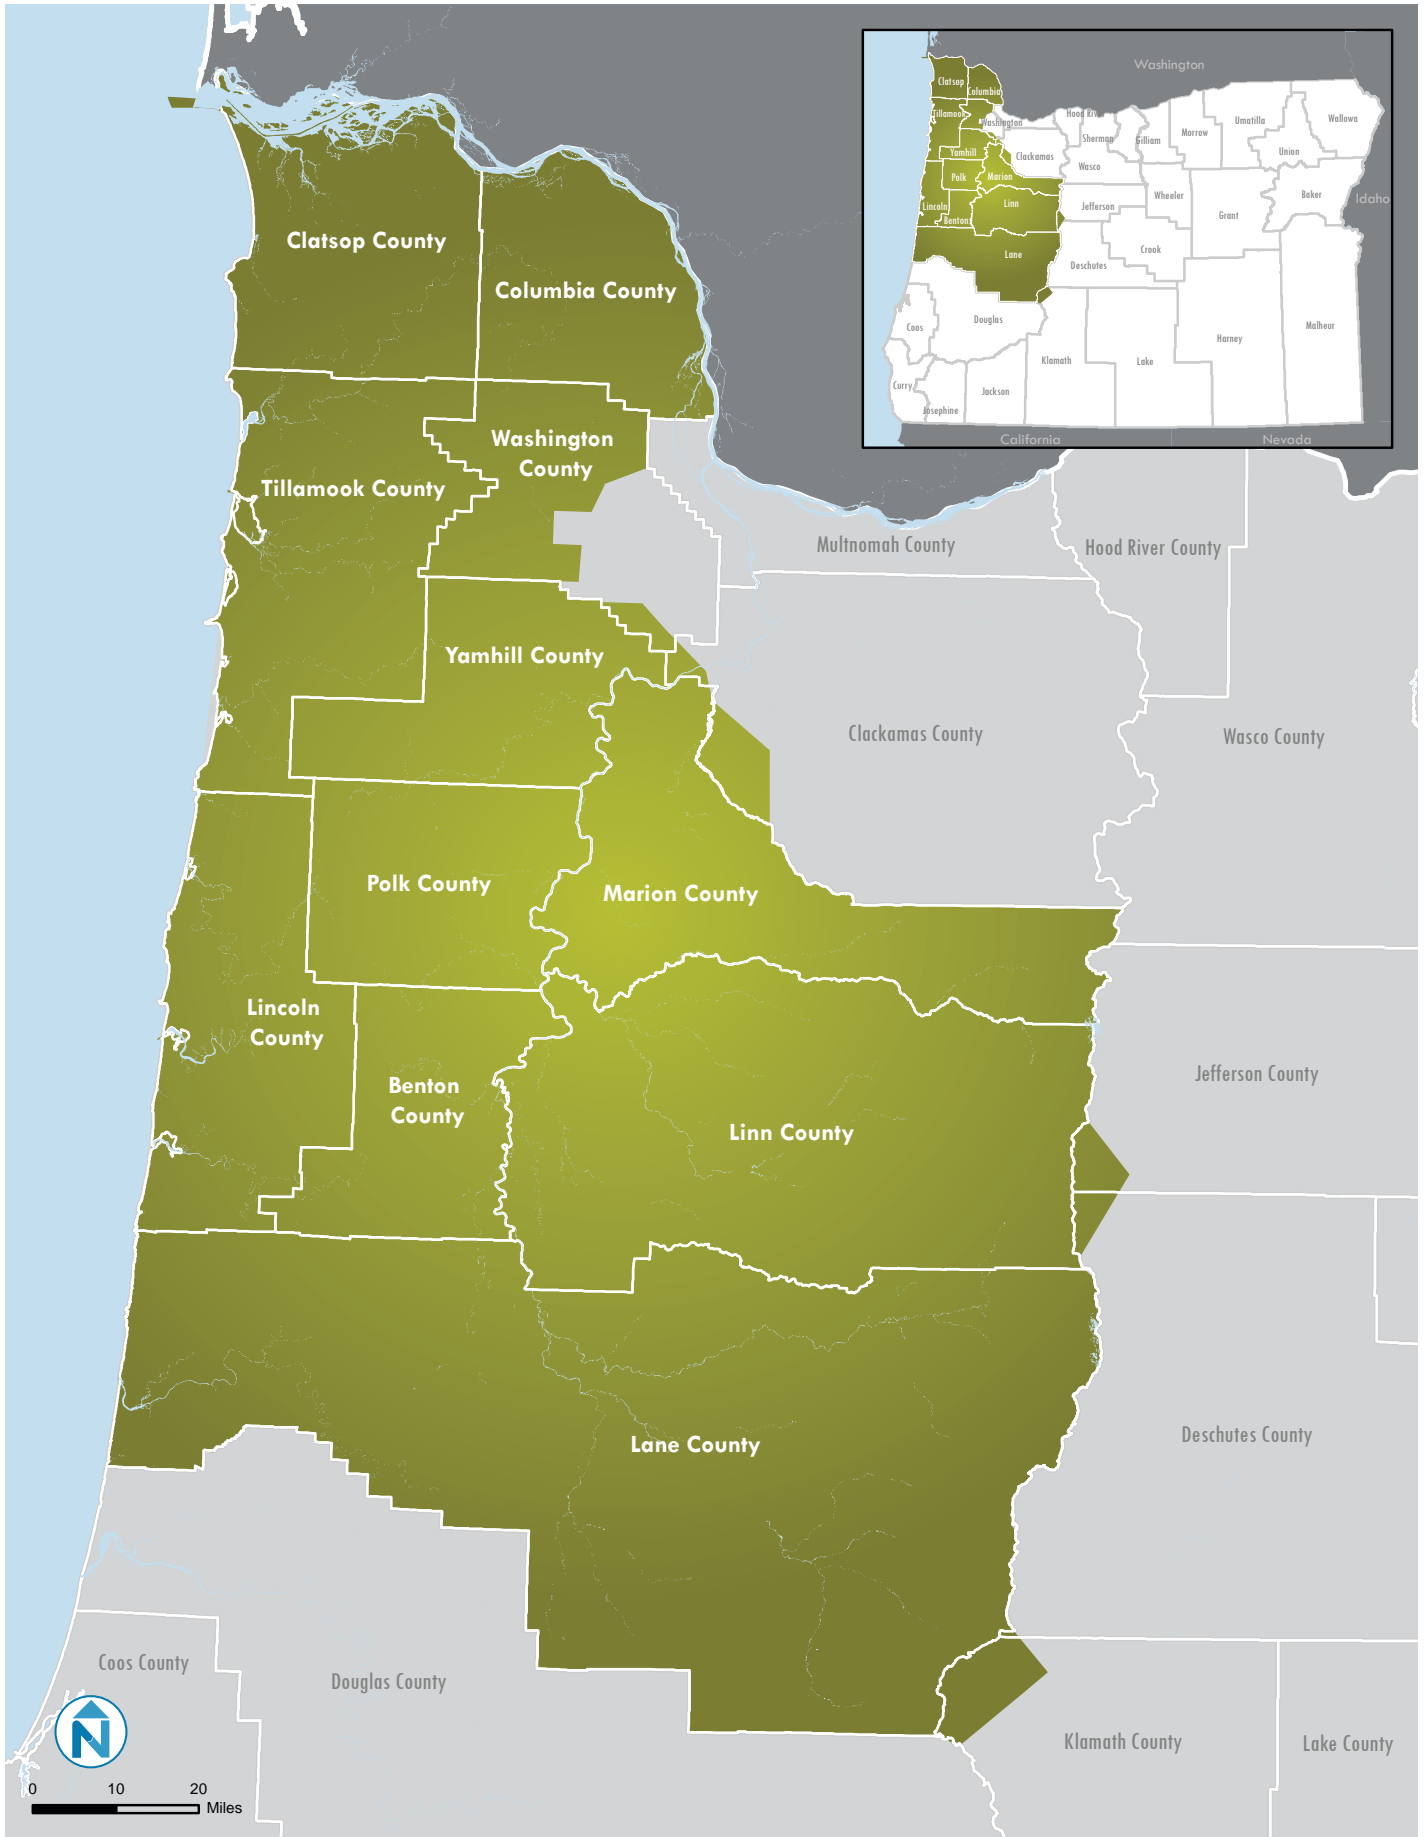 Washington
Clatsop
Columbia
Tillamook
Washington
Hood River
Sherman
Gilliam
Morrow
Umatilla
Wallowa
Union
Yamhill
Clackamas
Wasco
Polk
Marion
Wheeler
Baker
Idaho
Lincoln
Linn
Jefferson
Grant
Benton
Crook
Lane
Deschutes
Coos
Douglas
Malheur
Harney
Klamath
Lake
Curry
Jackson
Josephine
California
Nevada
Clatsop County
Columbia County
Washington
County
Tillamook County
Multnomah County
Hood River County
Yamhill County
Clackamas County
Wasco County
Polk County
Marion County
Lincoln
County
Jefferson County
Benton
County
Linn County
Deschutes County
Lane County
Coos County
Douglas County
Klamath County
Lake County
N
0 10 20
Miles